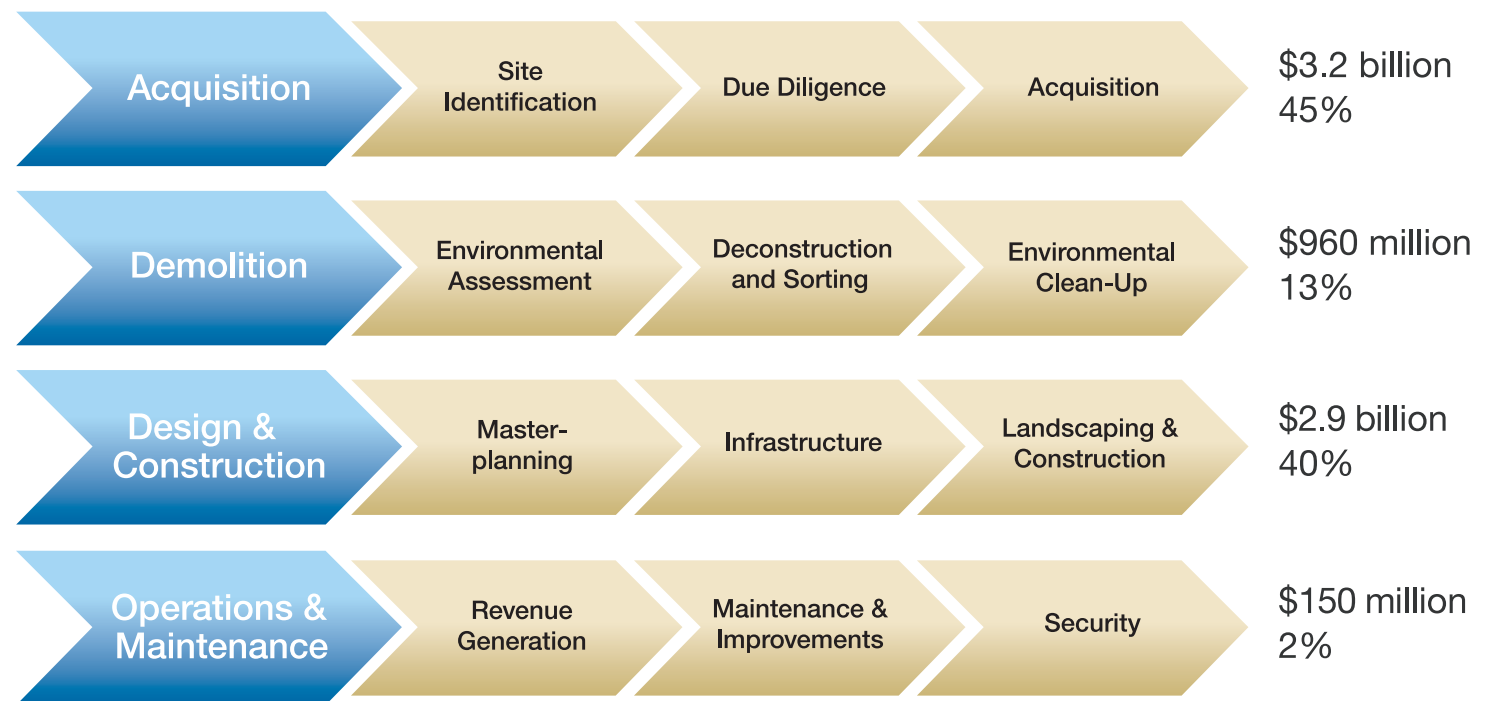 Acquisition
Site
Identification
Due Diligence
Acquisition
$3.2 billion
45%
Demolition
Environmental
Assessment
Deconstruction
and Sorting
Environmental
Clean-Up
$960 million
13%
Design &
Construction
Master-
planning
Infrastructure
Landscaping &
Construction
$2.9 billion
40%
Operations &
Maintenance
Revenue
Generation
Maintenance &
Improvements
Security
$150 million
2%